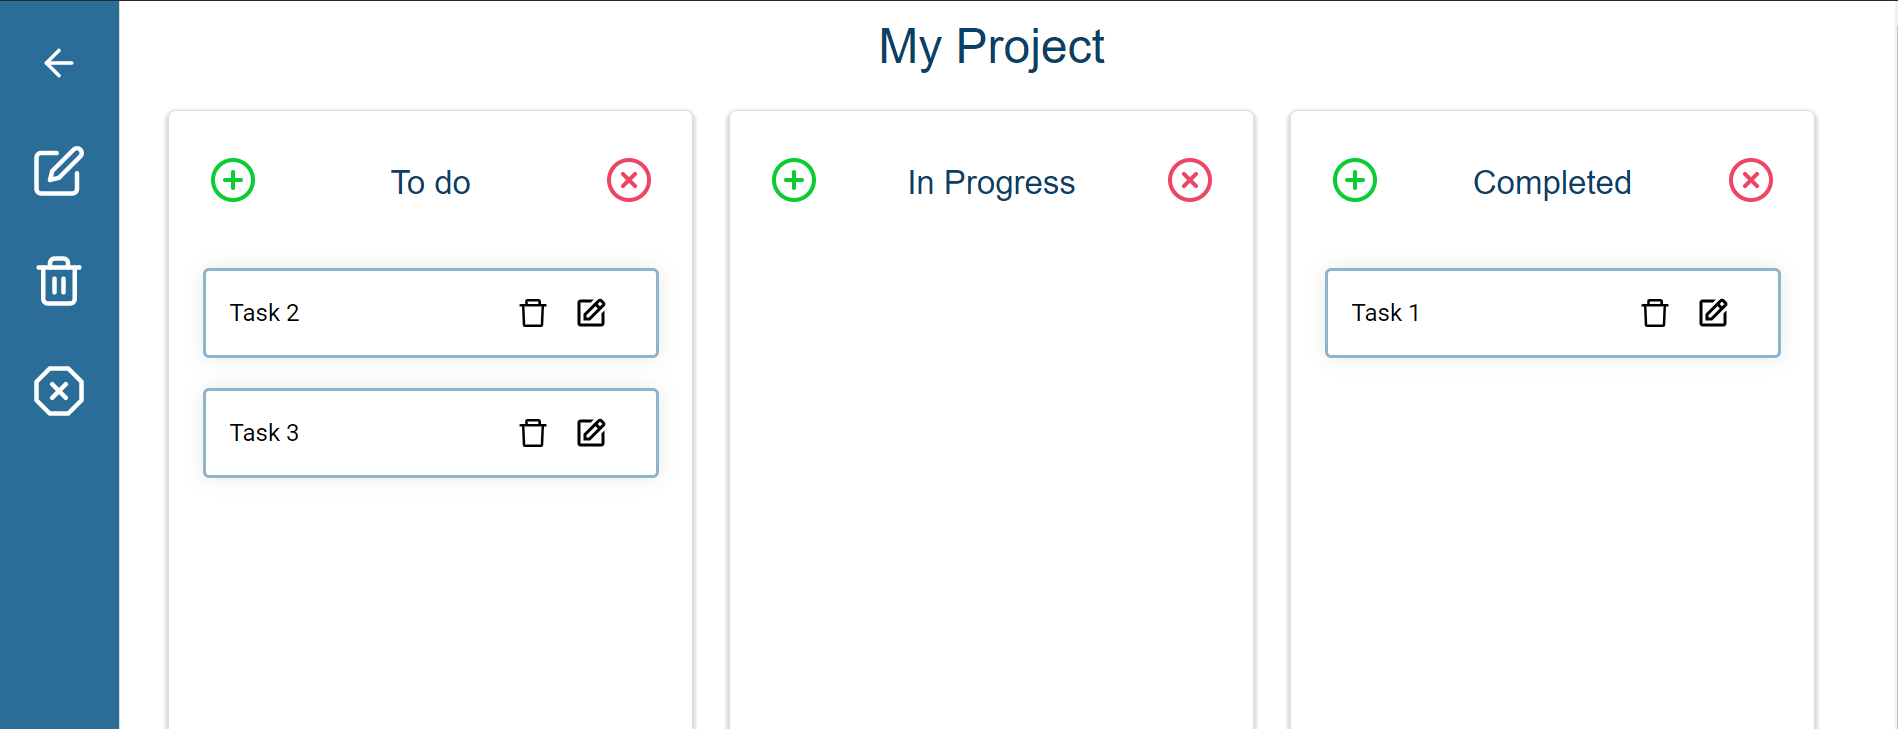 My Project
To do
Task 2
Task 3
In Progress
Completed
Task 1